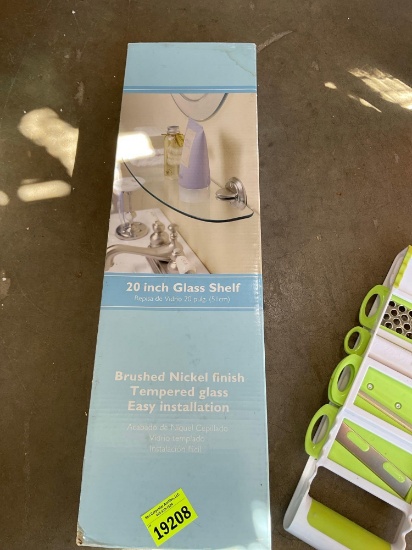 20 inch Glass Shelf
Repisa de Vidrio 20 pulg. (51cm)
Brushed Nickel finish
Tempered glass
Easy installation
Acabado de Níquel Cepillado
Vidrio templado
Instalación fácil
19208